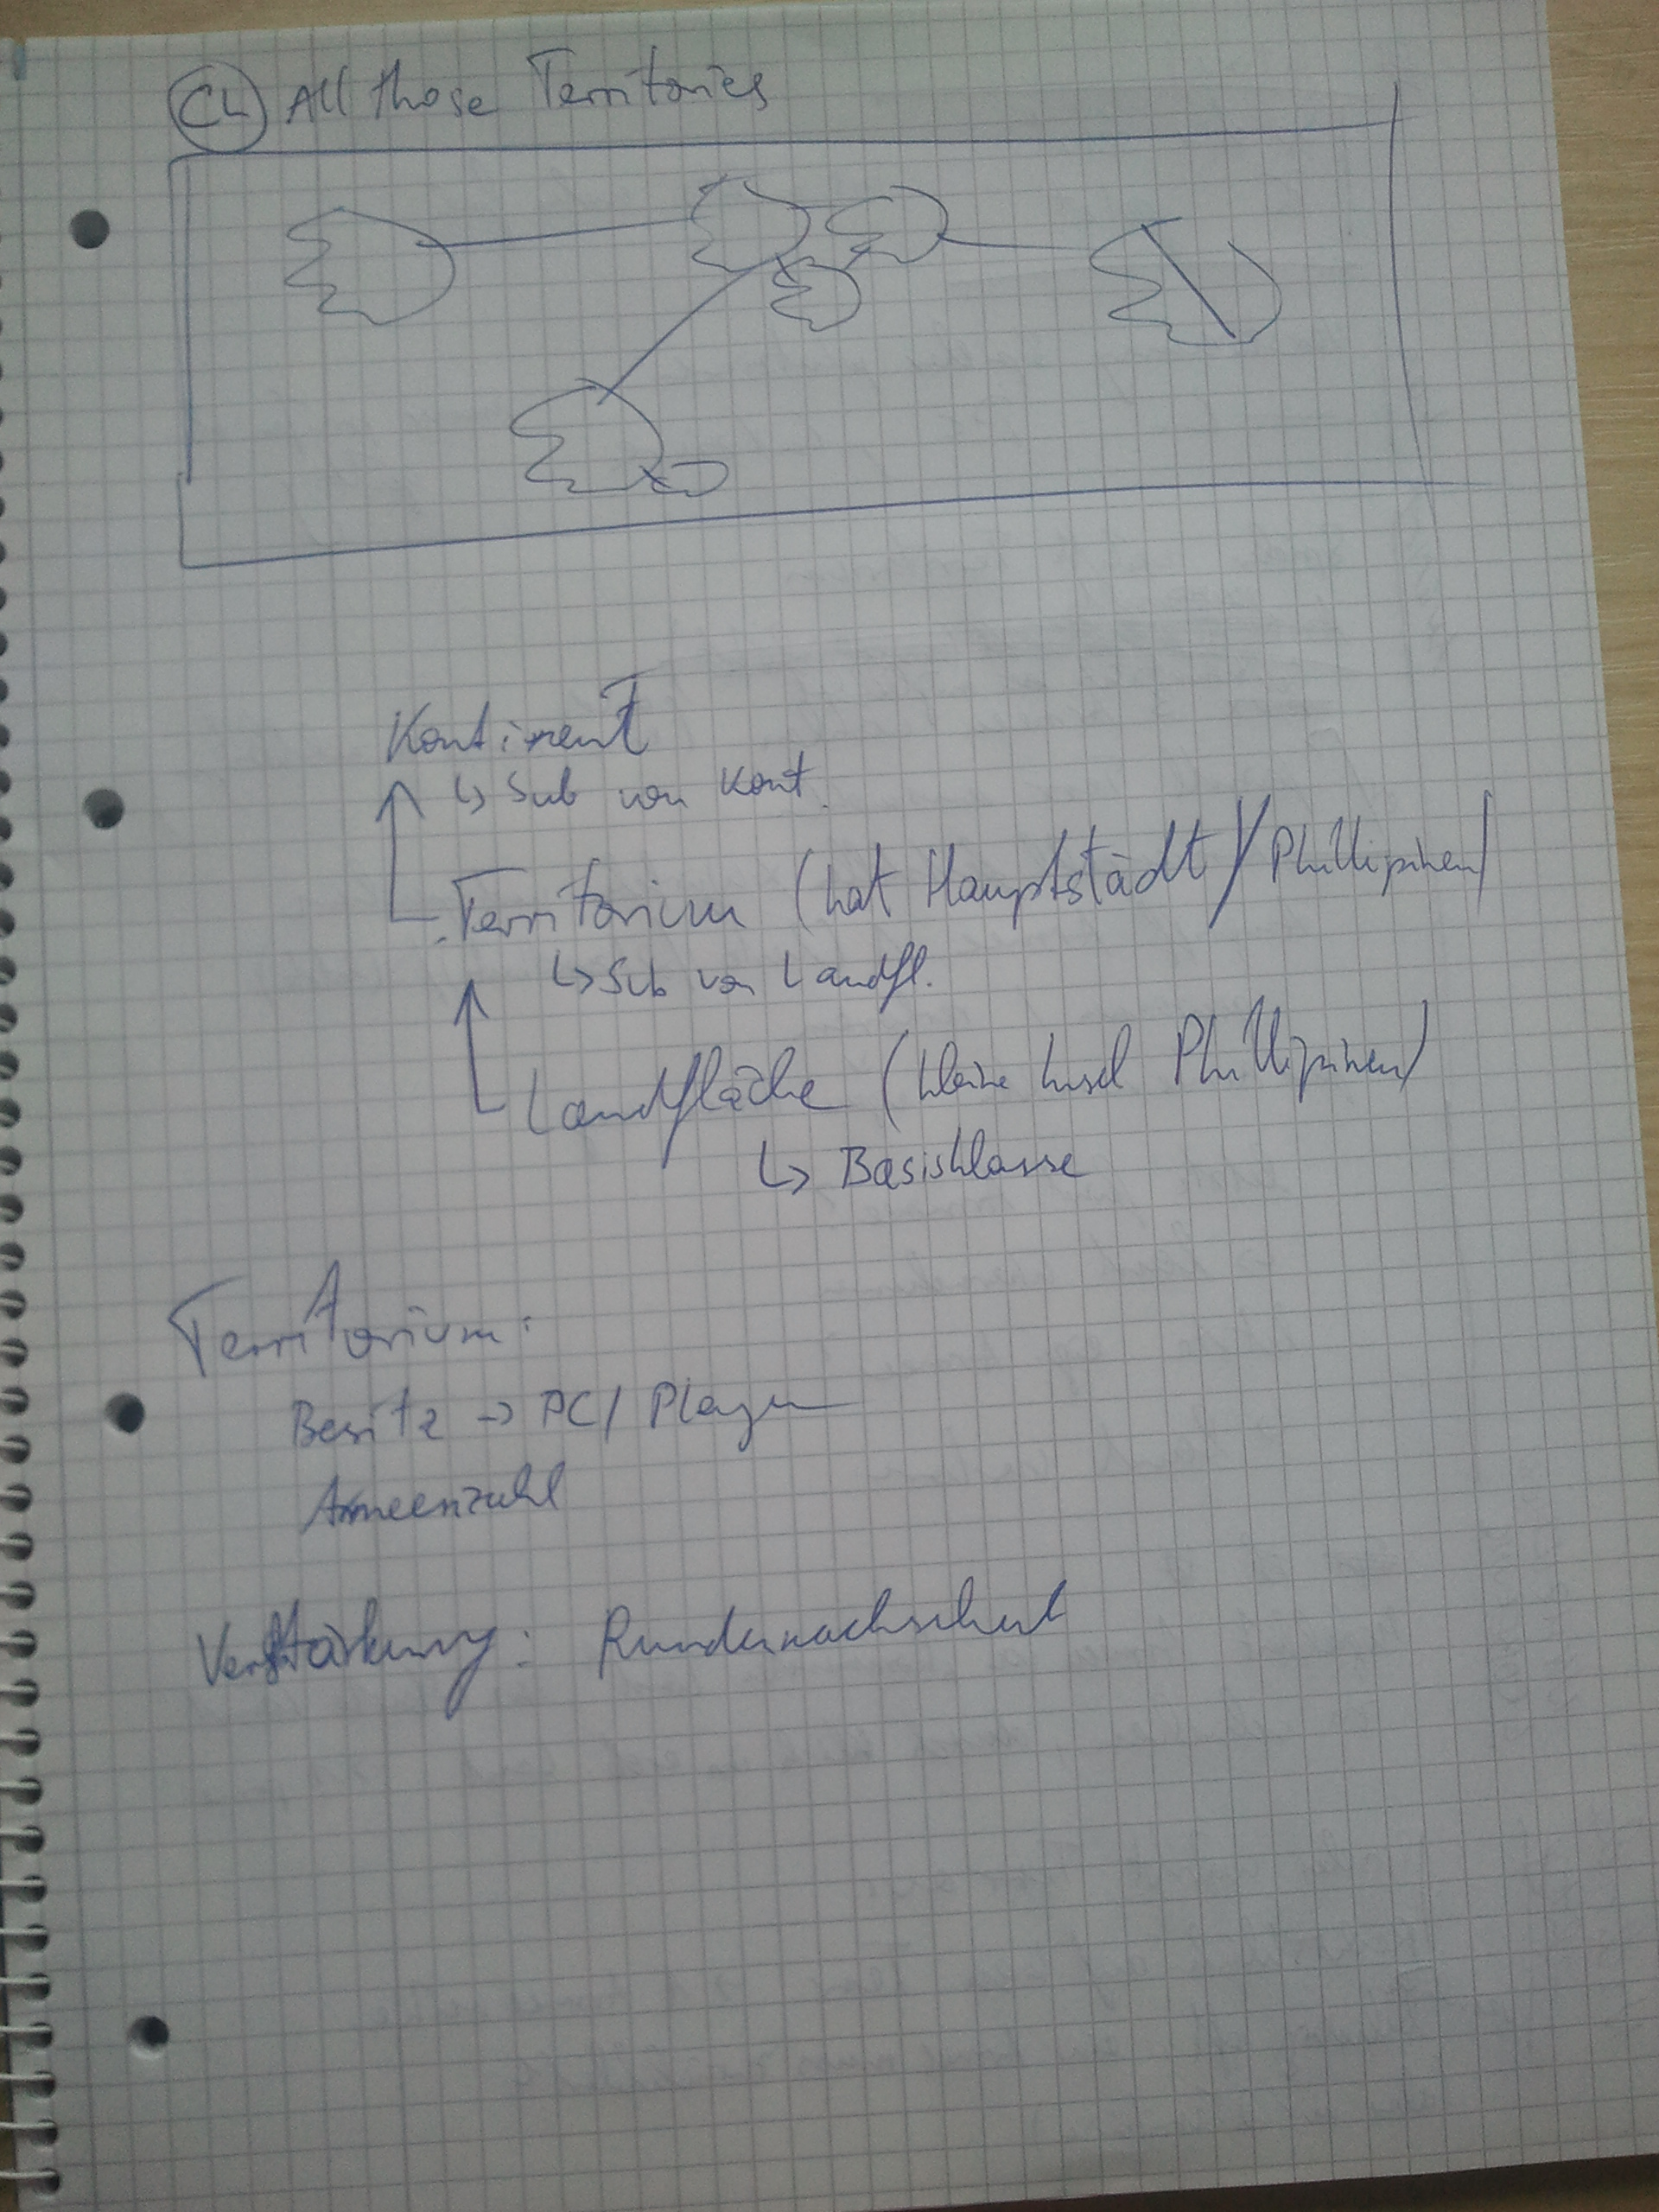 CL All those Territories
Kontinent
↳ Sub von Kont.
Territorium (hat Hauptstädt / Phillipinen)
↳ Sub von Landfl.
Landfläche (kleine Insel Phillipinen)
↳ Basisklasse
Territorium:
Besitz → PC / Player
Armeenzahl
Verstärkung: Rundennachschub